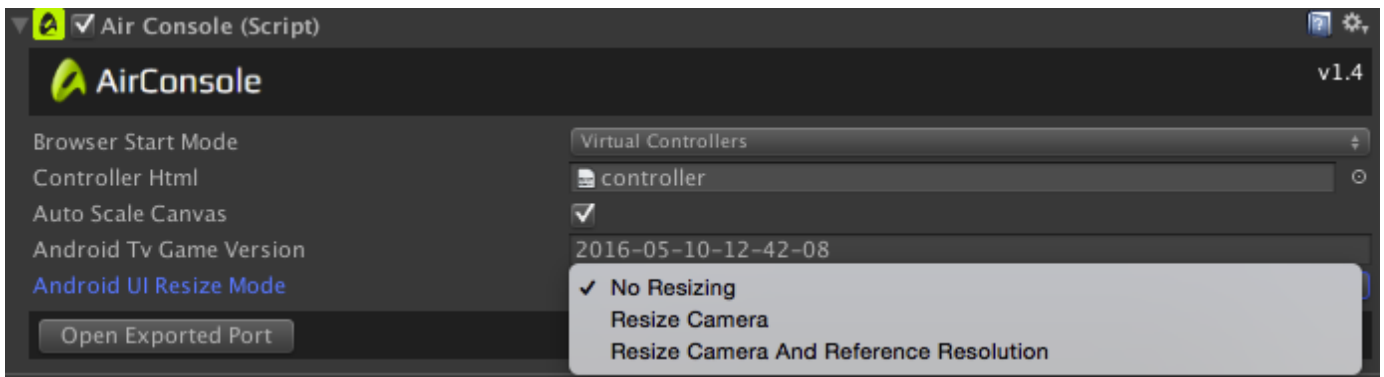 Air Console (Script)
AirConsole
v1.4
Browser Start Mode
Virtual Controllers
Controller Html
controller
Auto Scale Canvas
Android Tv Game Version
2016-05-10-12-42-08
Android UI Resize Mode
✓ No Resizing
Resize Camera
Resize Camera And Reference Resolution
Open Exported Port